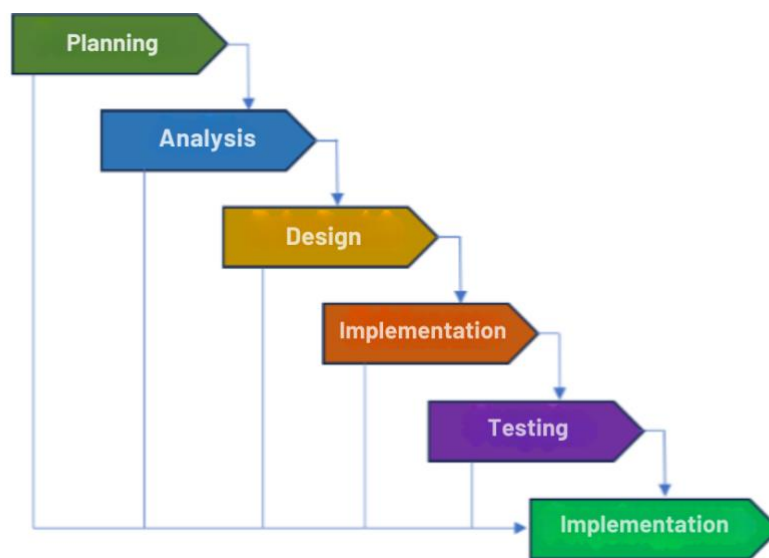 Planning
Analysis
Design
Implementation
Testing
Implementation